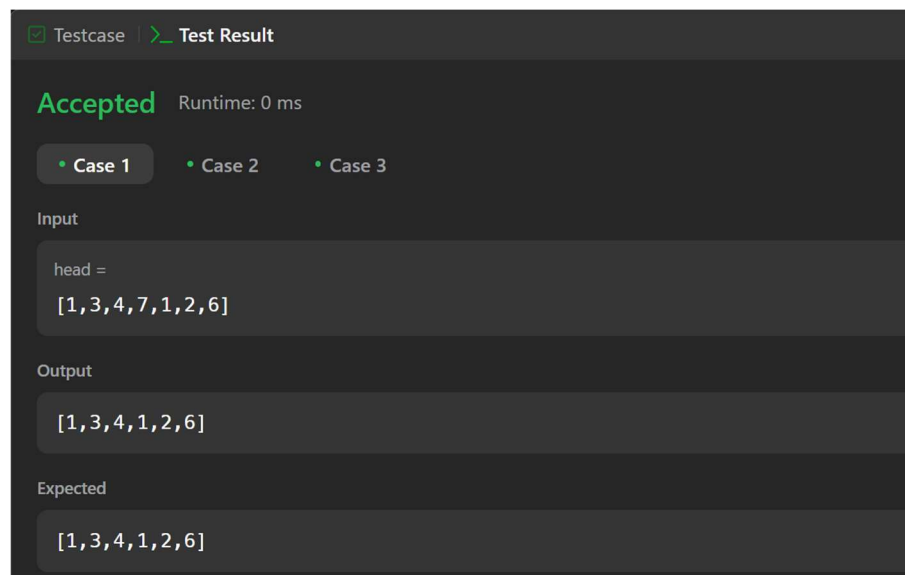 Testcase >_ Test Result
Accepted Runtime: 0 ms
• Case 1 • Case 2 • Case 3
Input
head =
[1,3,4,7,1,2,6]
Output
[1,3,4,1,2,6]
Expected
[1,3,4,1,2,6]